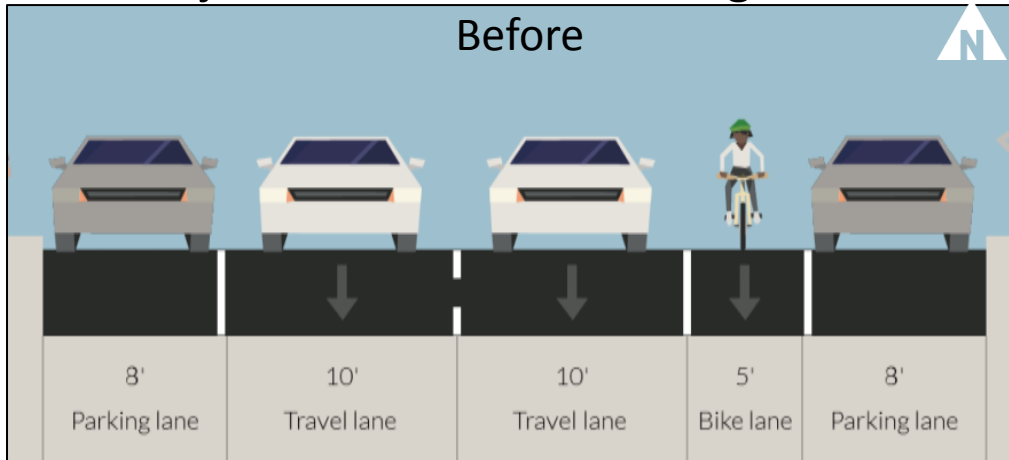 Before
N
8' 10' 10' 5' 8'
Parking lane Travel lane Travel lane Bike lane Parking lane